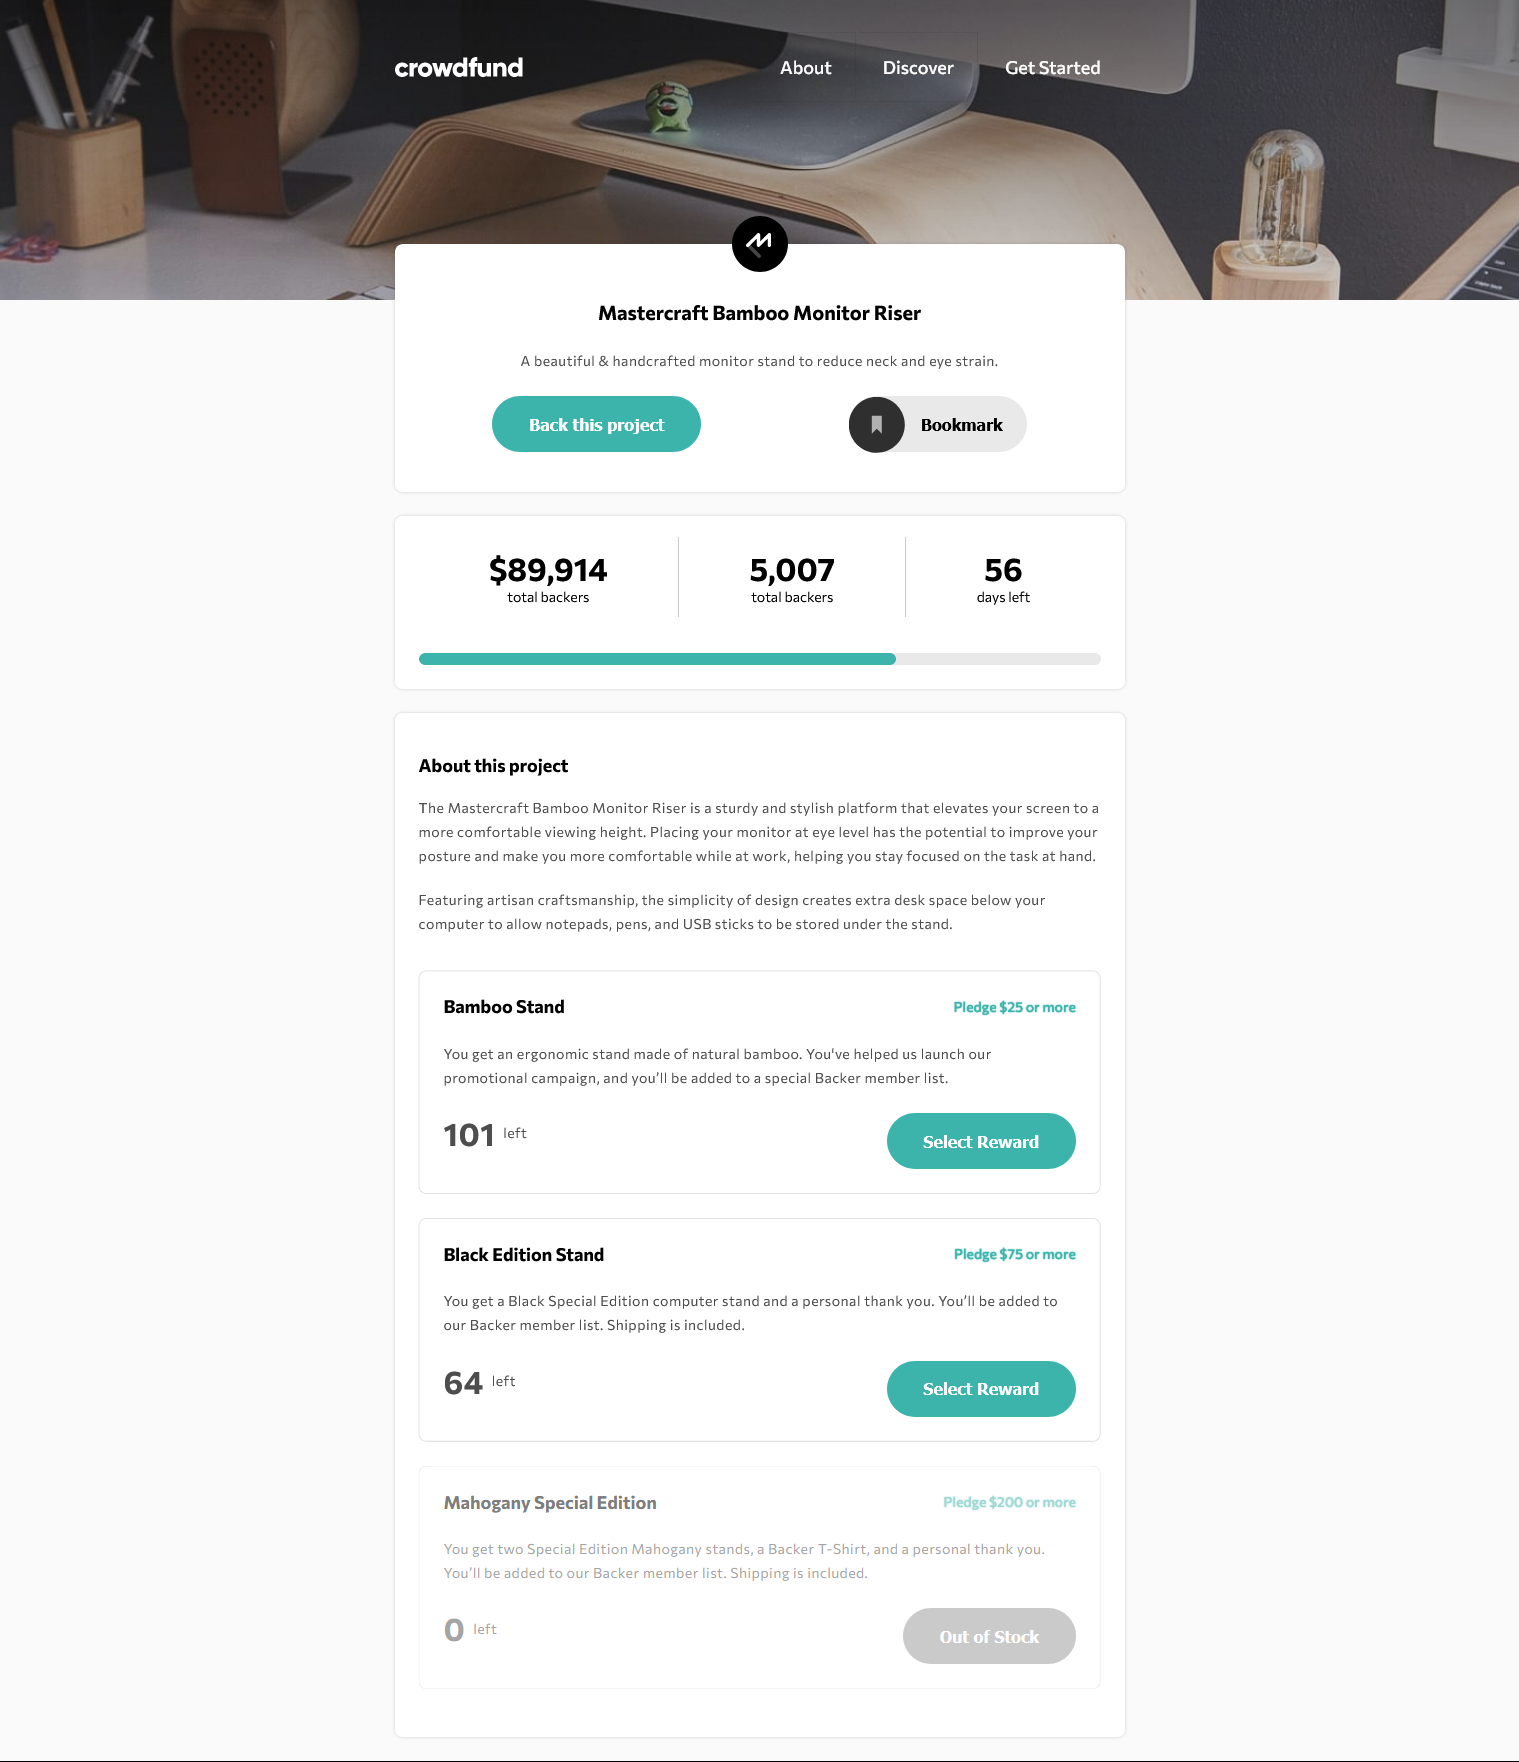 crowdfund
About
Discover
Get Started
Mastercraft Bamboo Monitor Riser
A beautiful & handcrafted monitor stand to reduce neck and eye strain.
Back this project
Bookmark
$89,914
total backers
5,007
total backers
56
days left
About this project
The Mastercraft Bamboo Monitor Riser is a sturdy and stylish platform that elevates your screen to a
more comfortable viewing height. Placing your monitor at eye level has the potential to improve your
posture and make you more comfortable while at work, helping you stay focused on the task at hand.
Featuring artisan craftsmanship, the simplicity of design creates extra desk space below your
computer to allow notepads, pens, and USB sticks to be stored under the stand.
Bamboo Stand
Pledge $25 or more
You get an ergonomic stand made of natural bamboo. You've helped us launch our
promotional campaign, and you’ll be added to a special Backer member list.
101 left
Select Reward
Black Edition Stand
Pledge $75 or more
You get a Black Special Edition computer stand and a personal thank you. You’ll be added to
our Backer member list. Shipping is included.
64 left
Select Reward
Mahogany Special Edition
Pledge $200 or more
You get two Special Edition Mahogany stands, a Backer T-Shirt, and a personal thank you.
You’ll be added to our Backer member list. Shipping is included.
0 left
Out of Stock